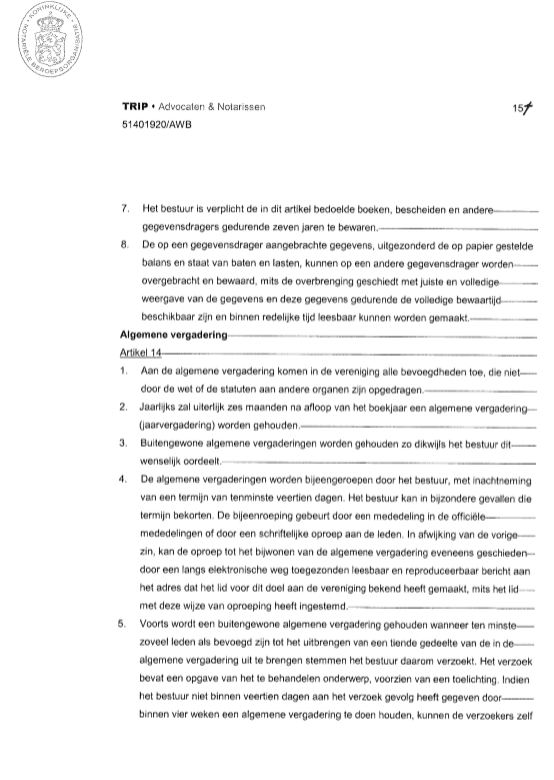 KONINKLIJKE
NOTARIËLE BEROEPSORGANISATIE
TRIP • Advocaten & Notarissen
15
51401920/AWB
7. Het bestuur is verplicht de in dit artikel bedoelde boeken, bescheiden en andere
gegevensdragers gedurende zeven jaren te bewaren.
8. De op een gegevensdrager aangebrachte gegevens, uitgezonderd de op papier gestelde
balans en staat van baten en lasten, kunnen op een andere gegevensdrager worden
overgebracht en bewaard, mits de overbrenging geschiedt met juiste en volledige
weergave van de gegevens en deze gegevens gedurende de volledige bewaartijd
beschikbaar zijn en binnen redelijke tijd leesbaar kunnen worden gemaakt.
Algemene vergadering
Artikel 14
1. Aan de algemene vergadering komen in de vereniging alle bevoegdheden toe, die niet
door de wet of de statuten aan andere organen zijn opgedragen.
2. Jaarlijks zal uiterlijk zes maanden na afloop van het boekjaar een algemene vergadering
(jaarvergadering) worden gehouden.
3. Buitengewone algemene vergaderingen worden gehouden zo dikwijls het bestuur dit
wenselijk oordeelt.
4. De algemene vergaderingen worden bijeengeroepen door het bestuur, met inachtneming
van een termijn van tenminste veertien dagen. Het bestuur kan in bijzondere gevallen die
termijn bekorten. De bijeenroeping gebeurt door een mededeling in de officiële
mededelingen of door een schriftelijke oproep aan de leden. In afwijking van de vorige
zin, kan de oproep tot het bijwonen van de algemene vergadering eveneens geschieden
door een langs elektronische weg toegezonden leesbaar en reproduceerbaar bericht aan
het adres dat het lid voor dit doel aan de vereniging bekend heeft gemaakt, mits het lid
met deze wijze van oproeping heeft ingestemd.
5. Voorts wordt een buitengewone algemene vergadering gehouden wanneer ten minste
zoveel leden als bevoegd zijn tot het uitbrengen van een tiende gedeelte van de in de
algemene vergadering uit te brengen stemmen het bestuur daarom verzoekt. Het verzoek
bevat een opgave van het te behandelen onderwerp, voorzien van een toelichting. Indien
het bestuur niet binnen veertien dagen aan het verzoek gevolg heeft gegeven door
binnen vier weken een algemene vergadering te doen houden, kunnen de verzoekers zelf